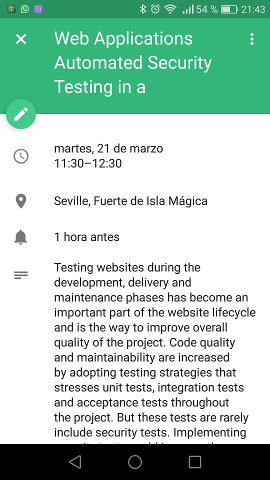 54 % 21:43
Web Applications
Automated Security
Testing in a
martes, 21 de marzo
11:30–12:30
Seville, Fuerte de Isla Mágica
1 hora antes
Testing websites during the
development, delivery and
maintenance phases has become an
important part of the website lifecycle
and is the way to improve overall
quality of the project. Code quality
and maintainability are increased
by adopting testing strategies that
stresses unit tests, integration tests
and acceptance tests throughout
the project. But these tests are rarely
include security tests. Implementing